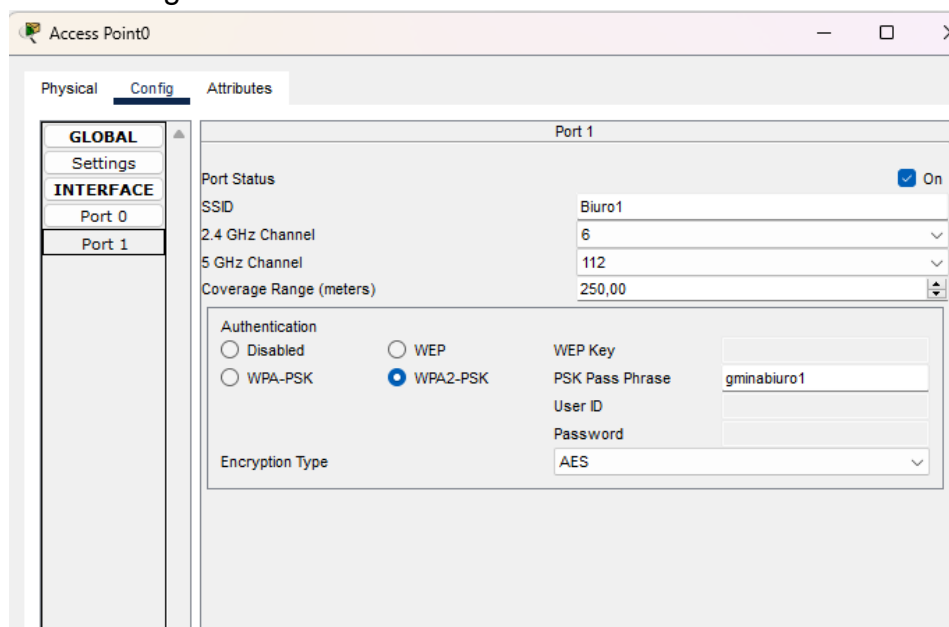 Access Point0
Physical Config Attributes
GLOBAL
Settings
INTERFACE
Port 0
Port 1
Port 1
Port Status On
SSID Biuro1
2.4 GHz Channel 6
5 GHz Channel 112
Coverage Range (meters) 250,00
Authentication
Disabled WEP WEP Key
WPA-PSK WPA2-PSK PSK Pass Phrase gminabiuro1
User ID
Password
Encryption Type AES